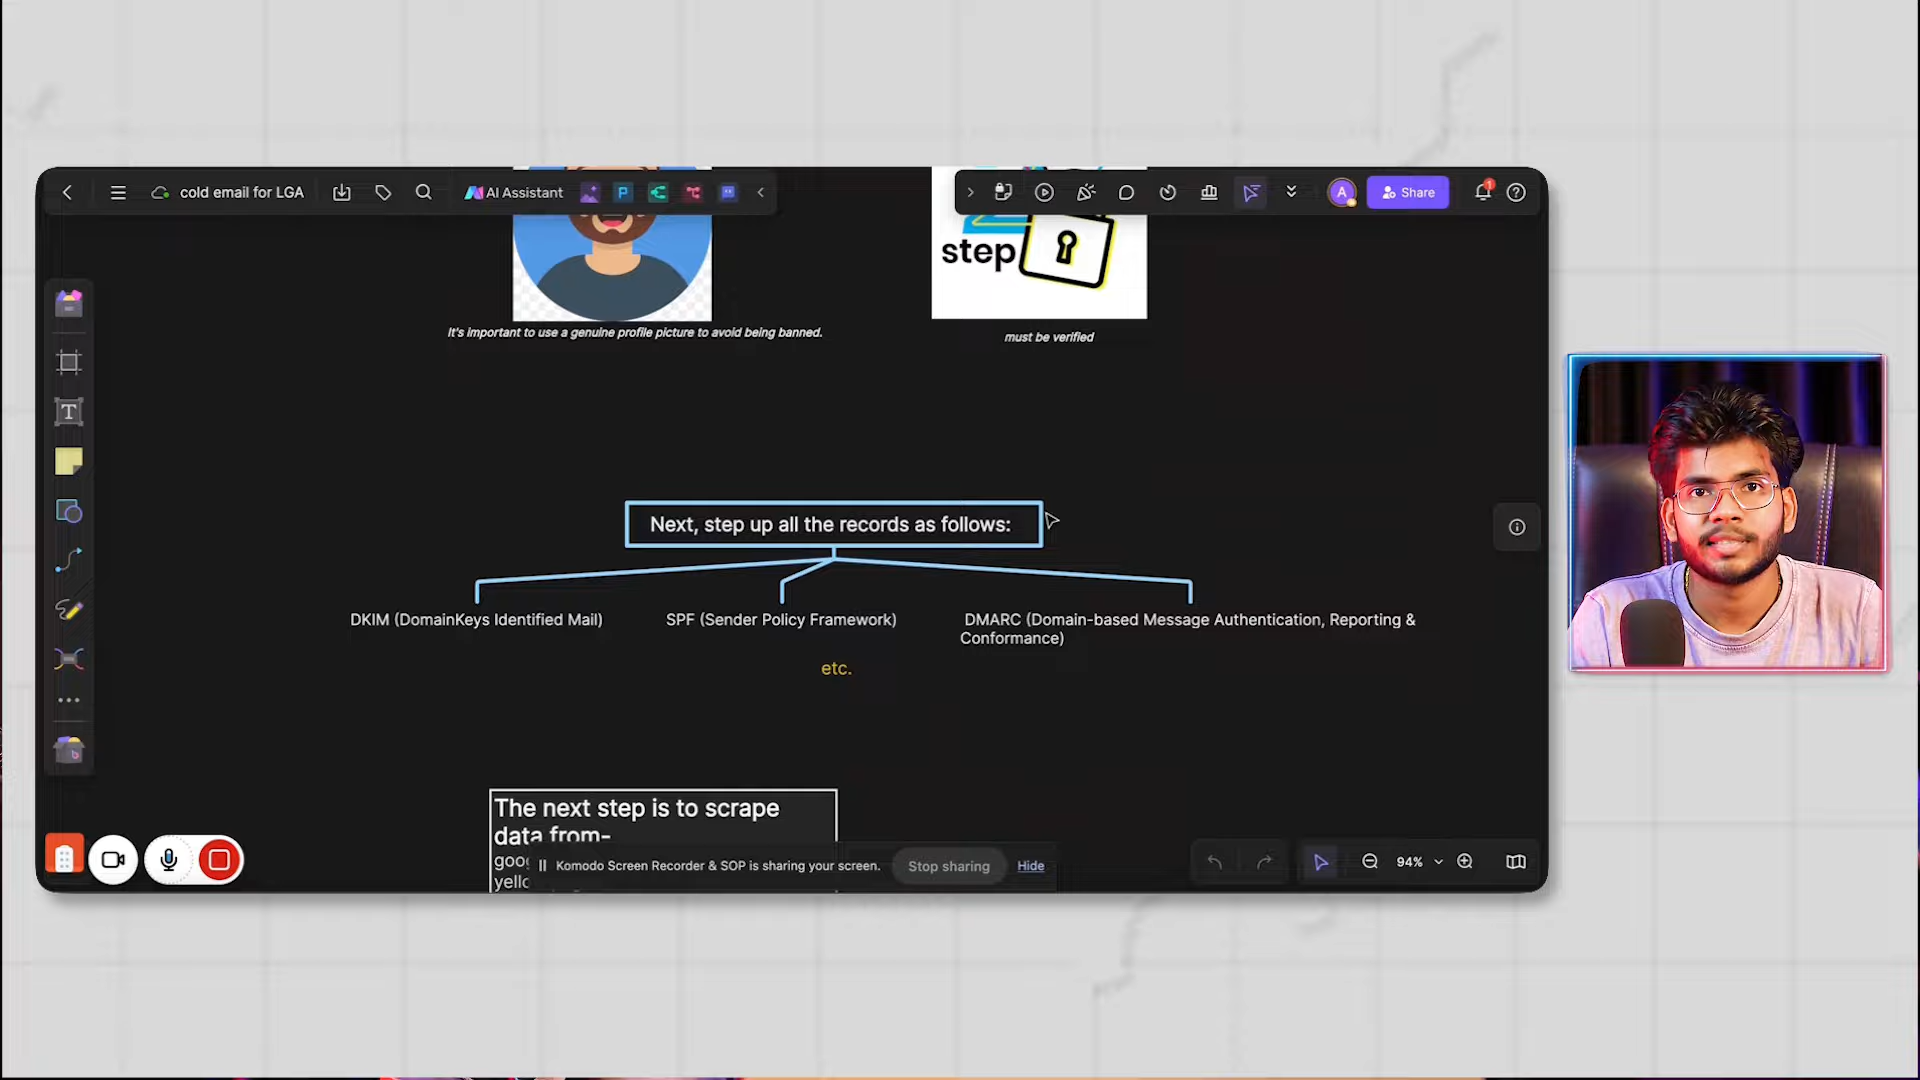 cold email for LGA
AI Assistant
P
A
Share
1
step
It's important to use a genuine profile picture to avoid being banned.
must be verified
T
Next, step up all the records as follows:
DKIM (DomainKeys Identified Mail)
SPF (Sender Policy Framework)
DMARC (Domain-based Message Authentication, Reporting &
Conformance)
etc.
The next step is to scrape
data from-
Komodo Screen Recorder & SOP is sharing your screen.
Stop sharing
Hide
94%